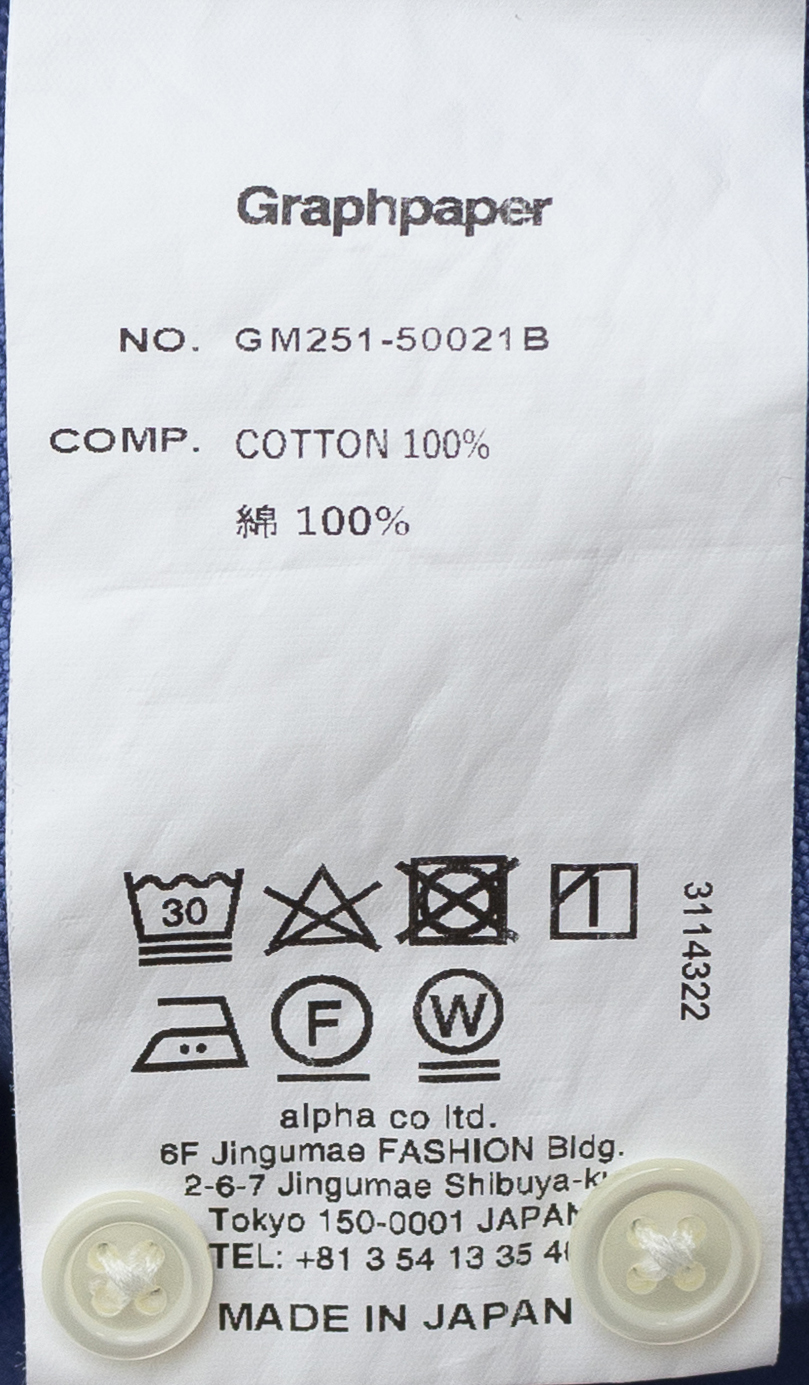 Graphpaper
NO. GM251-50021B
COMP. COTTON 100%
綿 100%
30
3114322
F W
alpha co ltd.
6F Jingumae FASHION Bldg.
2-6-7 Jingumae
Tokyo 150-0001
TEL: +81 3 54 13 35
MADE IN JAPAN